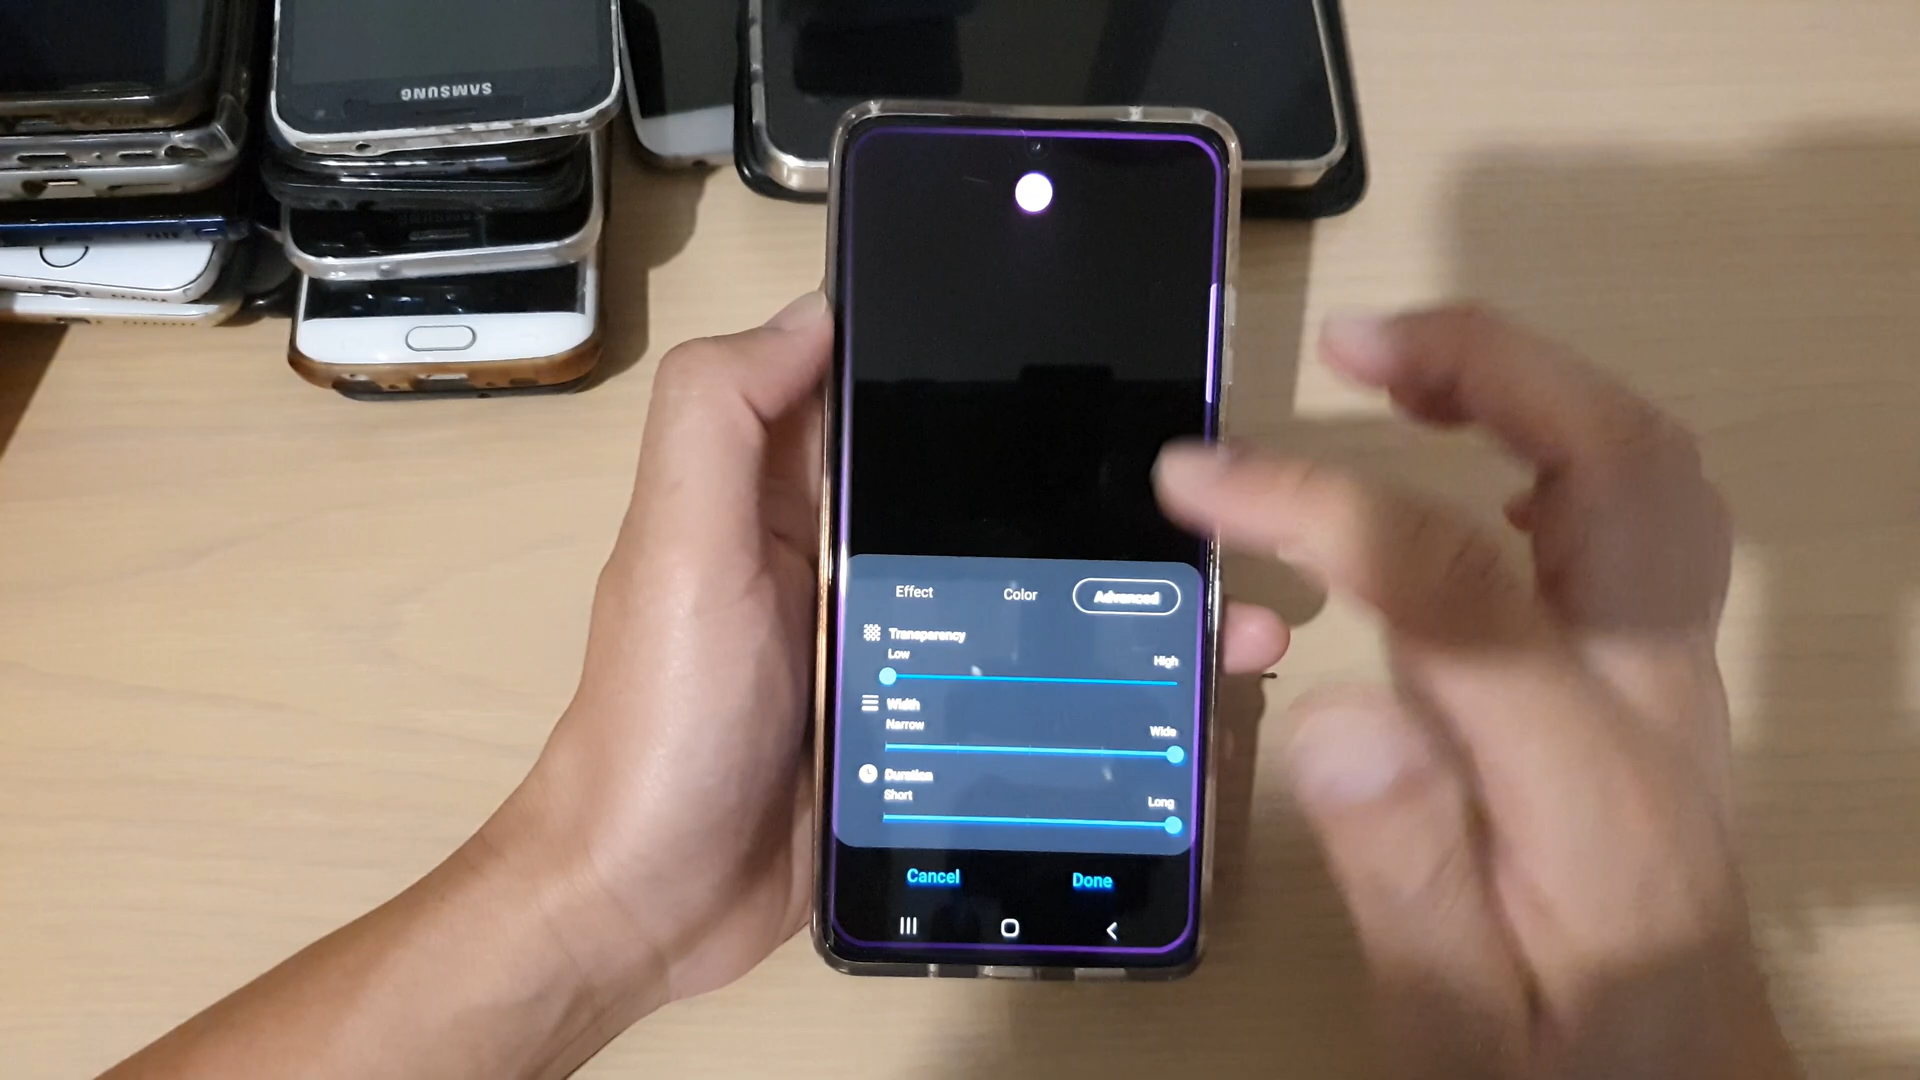 SAMSUNG
Effect Color Advanced
Transparency
Low High
Width
Narrow Wide
Duration
Short Long
Cancel Done